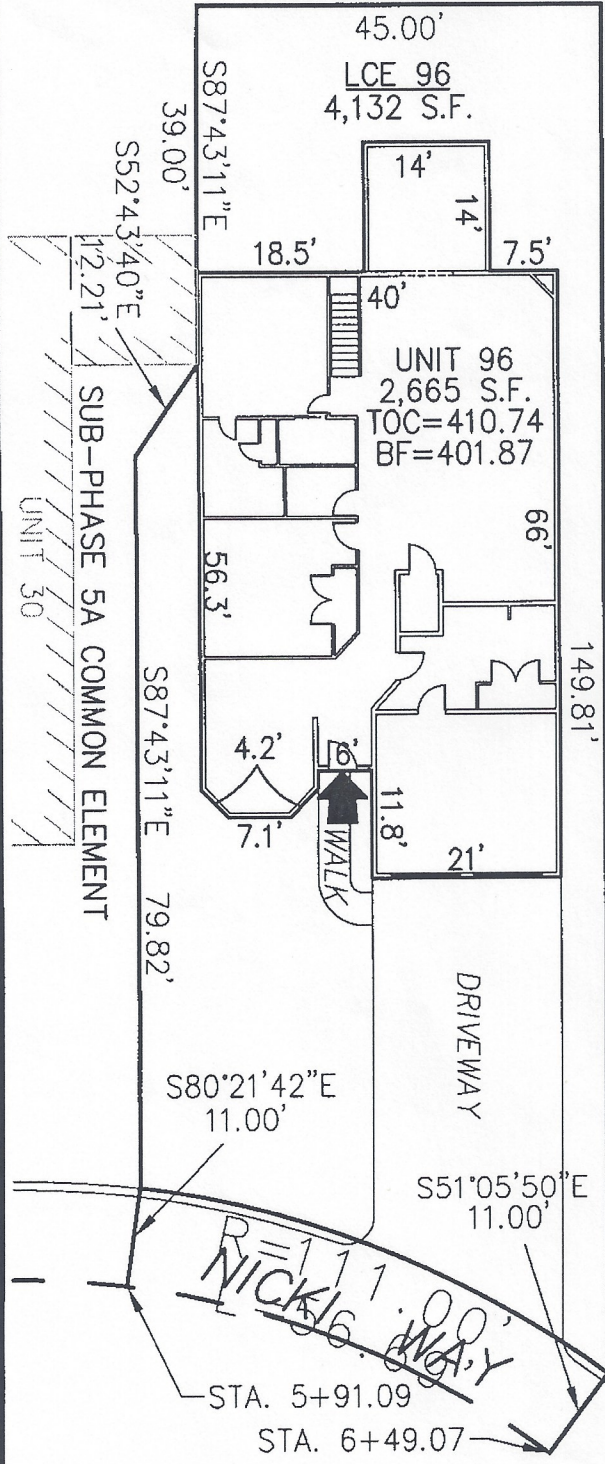 45.00'
LCE 96
4,132 S.F.
S87°43'11"E
39.00'
S52°43'40"E
12.21'
14'
14'
18.5'
7.5'
40'
UNIT 96
2,665 S.F.
TOC=410.74
BF=401.87
66'
56.3'
149.81'
SUB-PHASE 5A COMMON ELEMENT
UNIT 30
S87°43'11"E 79.82'
4.2'
6'
7.1'
11.8'
21'
WALK
DRIVEWAY
S80°21'42"E
11.00'
S51°05'50"E
11.00'
R=111.00'
NICKI WAY
STA. 5+91.09
STA. 6+49.07